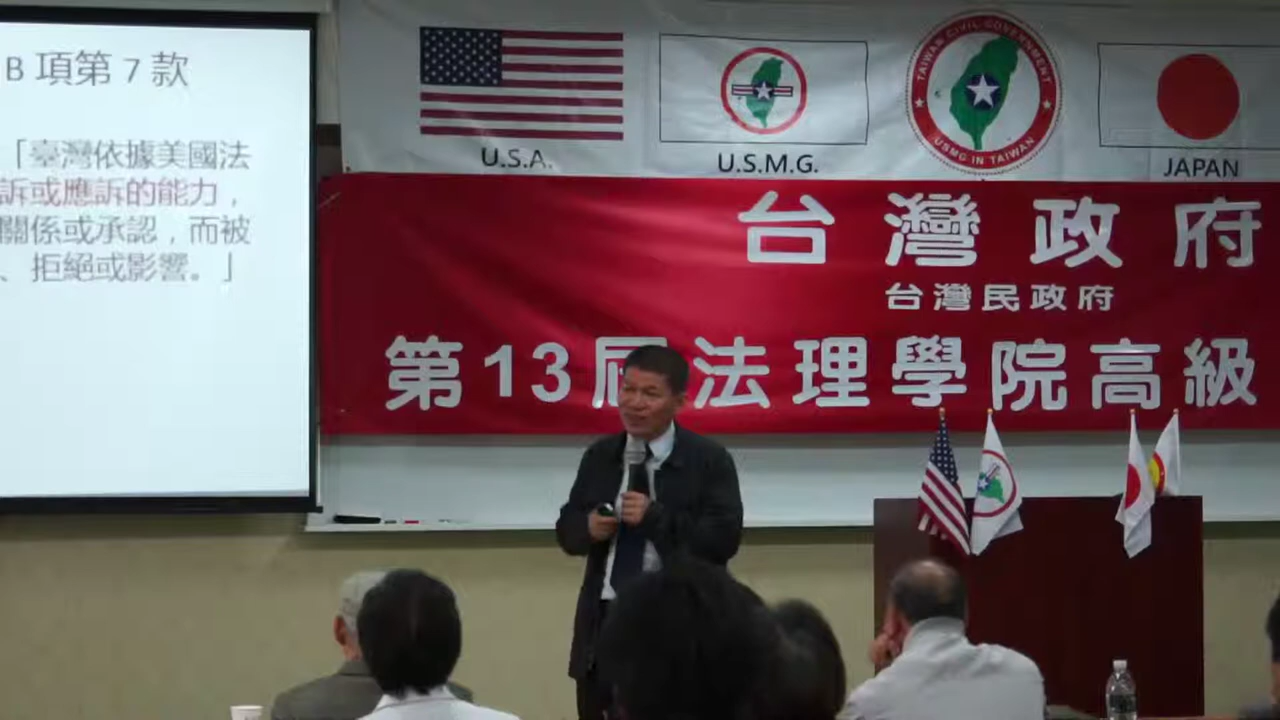 B 項第 7 款
「臺灣依據美國法
訴或應訴的能力，
關係或承認，而被
、拒絕或影響。」
U.S.A.
U.S.M.G.
TAIWAN CIVIL GOVERNMENT
USMG IN TAIWAN
JAPAN
台灣政府
台灣民政府
第13屆法理學院高級